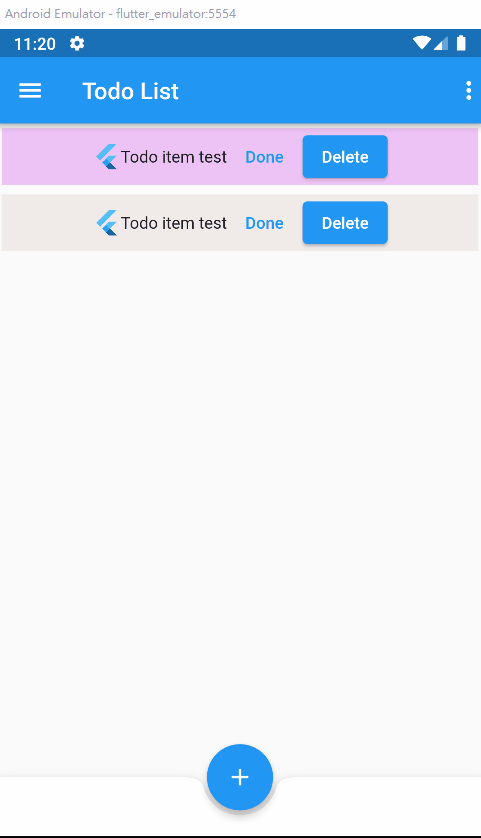 Android Emulator - flutter_emulator:5554
11:20
Todo List
Todo item test Done Delete
Todo item test Done Delete